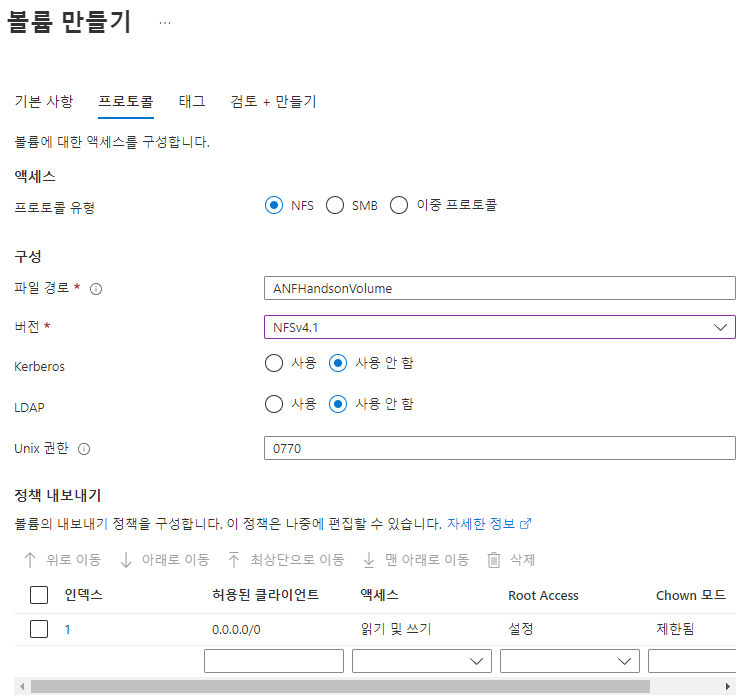 볼륨 만들기 ...
기본 사항 프로토콜 태그 검토 + 만들기
볼륨에 대한 액세스를 구성합니다.
액세스
프로토콜 유형 NFS SMB 이중 프로토콜
구성
파일 경로 * ANFHandsonVolume
버전 * NFSv4.1
Kerberos 사용 사용 안 함
LDAP 사용 사용 안 함
Unix 권한 0770
정책 내보내기
볼륨의 내보내기 정책을 구성합니다. 이 정책은 나중에 편집할 수 있습니다. 자세한 정보
위로 이동 아래로 이동 최상단으로 이동 맨 아래로 이동 삭제
인덱스 허용된 클라이언트 액세스 Root Access Chown 모드
1 0.0.0.0/0 읽기 및 쓰기 설정 제한됨